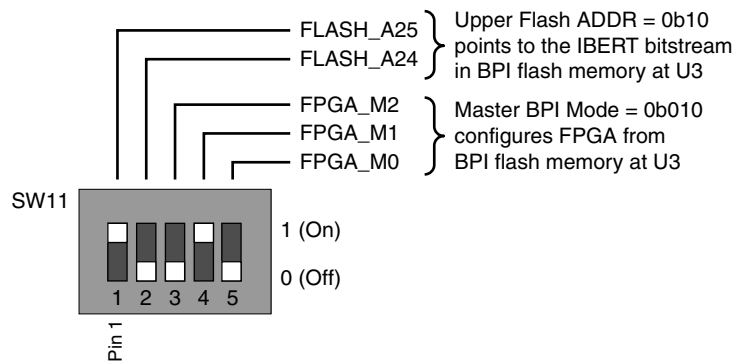 FLASH_A25
FLASH_A24
Upper Flash ADDR = 0b10
points to the IBERT bitstream
in BPI flash memory at U3
FPGA_M2
FPGA_M1
FPGA_M0
Master BPI Mode = 0b010
configures FPGA from
BPI flash memory at U3
SW11
1 (On)
0 (Off)
1 2 3 4 5
Pin 1